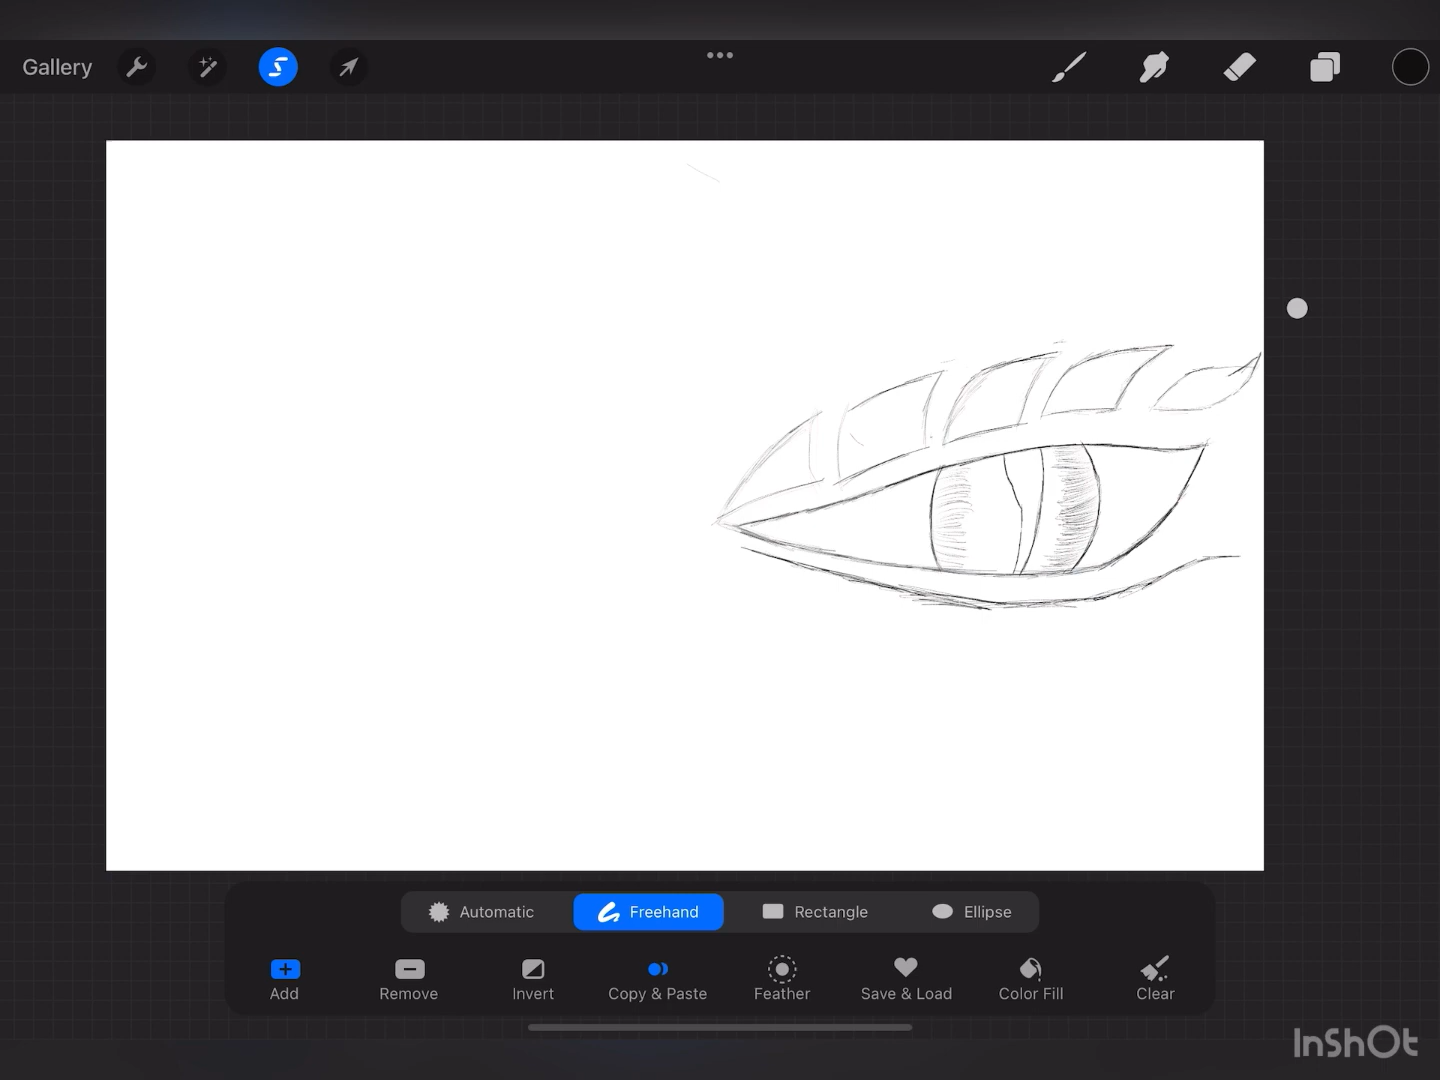 Gallery
Automatic Freehand Rectangle Ellipse
Add Remove Invert Copy & Paste Feather Save & Load Color Fill Clear
InShOt